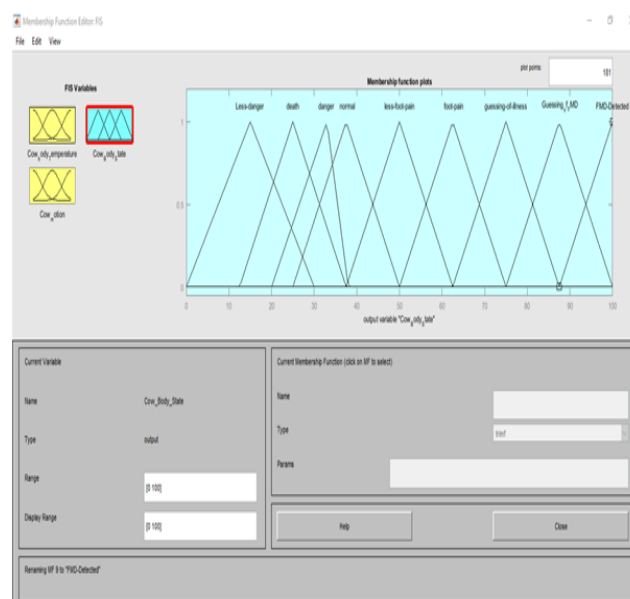 Membership Function Editor: FIS
File Edit View
FIS Variables
plot points: 181
Membership function plots
Less-danger death danger normal less-foot-pain foot-pain guessing-of-illness Guessing_of_FMD FMD-Detected
1
0.5
0
0 10 20 30 40 50 60 70 80 90 100
output variable "Cow_Body_State"
Cow_Body_Temperature Cow_Body_State
Cow_Motion
Current Variable
Name Cow_Body_State
Type output
Range [0 100]
Display Range [0 100]
Current Membership Function (click on MF to select)
Name
Type trimf
Params
Help Close
Renaming MF 9 to "FMD-Detected"